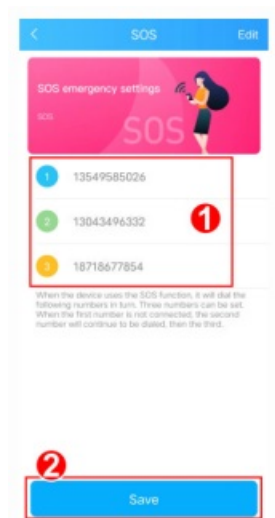 SOS
Edit
SOS emergency settings
SOS
SOS
1 13549585026
1
2 13043496332
3 18718677854
When the device uses the SOS function, it will dial the
following numbers in turn. Three numbers can be set.
When the first number is not connected, the second
number will continue to be dialed, then the third.
2
Save